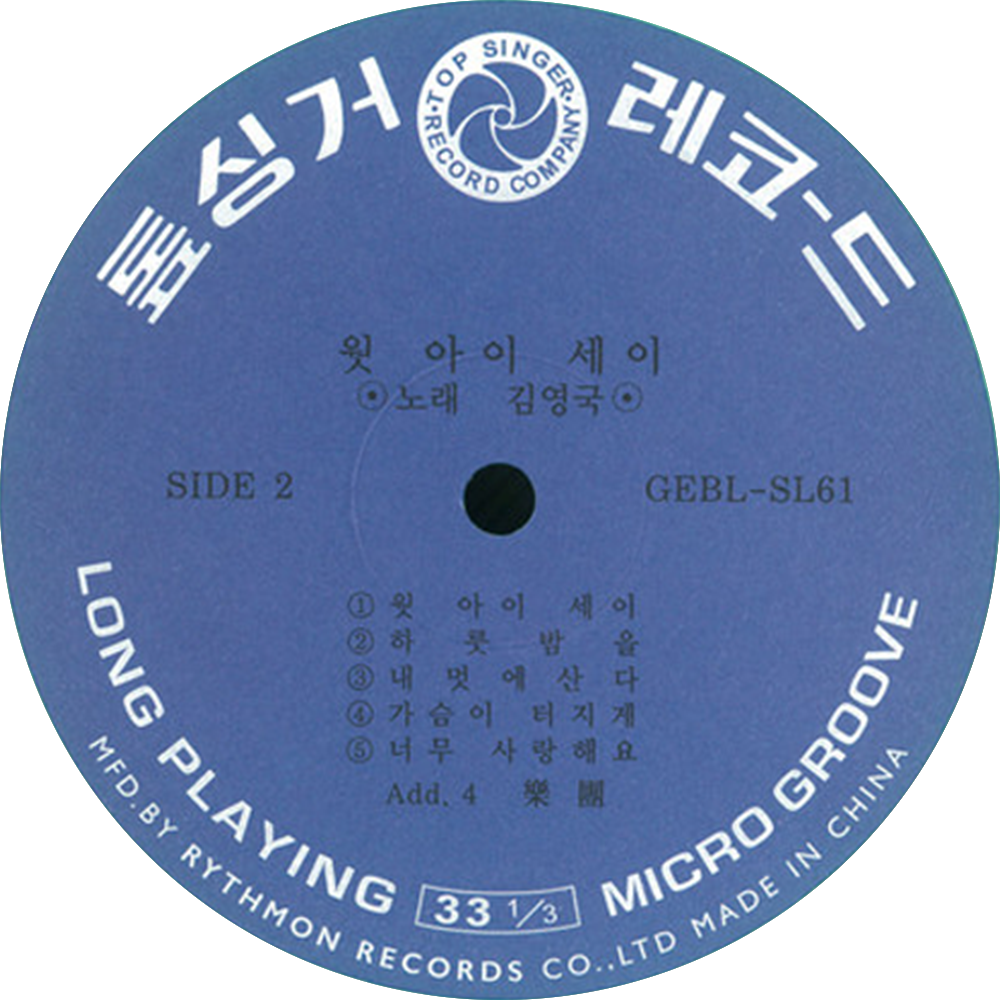 톱싱거 레코-드
TOP SINGER
RECORD COMPANY
윗 아이 세이
⊙노래 김영국⊙
SIDE 2
GEBL-SL61
① 윗 아이 세이
② 하룻밤을
③ 내 멋에 산다
④ 가슴이 터지게
⑤ 너무 사랑해요
Add. 4 樂團
LONG PLAYING 33 1/3 MICRO GROOVE
MFD.BY RYTHMON RECORDS CO.,LTD MADE IN CHINA